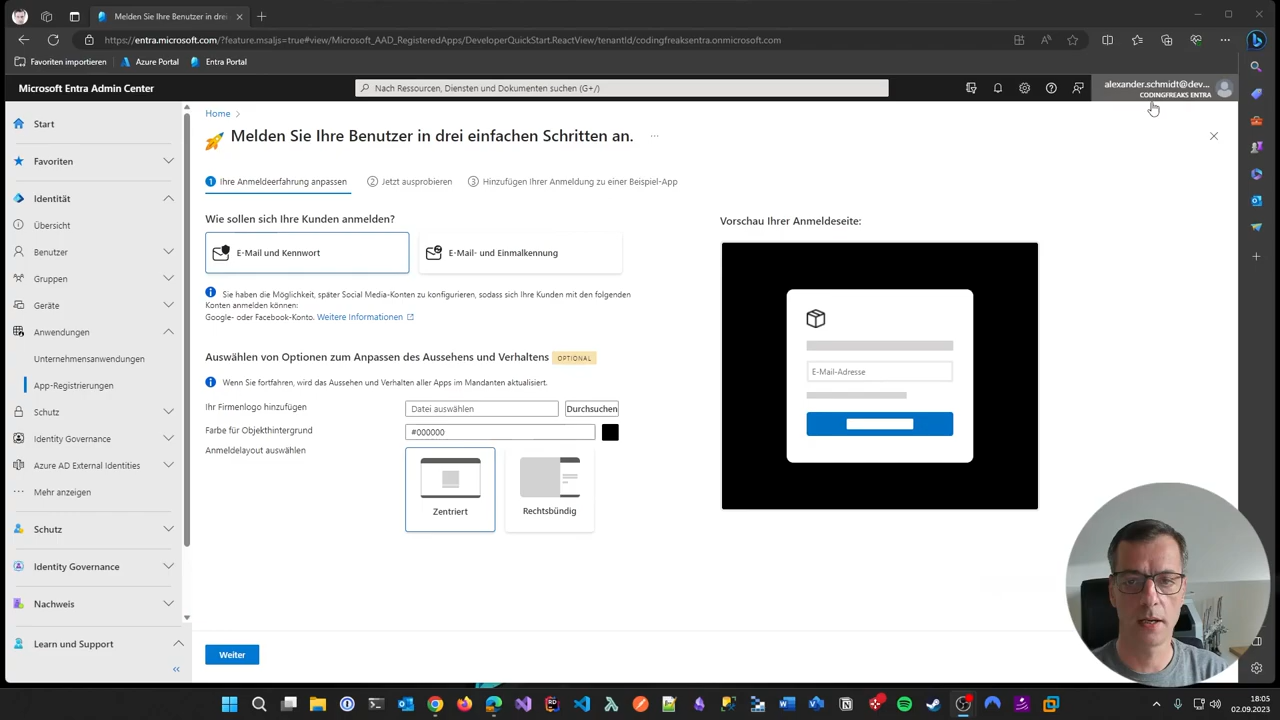 Melden Sie Ihre Benutzer in drei
https://entra.microsoft.com/?feature.msaljs=true#view/Microsoft_AAD_RegisteredApps/DeveloperQuickStart.ReactView/tenantId/codingfreaksentra.onmicrosoft.com
Favoriten importieren
Azure Portal
Entra Portal
Microsoft Entra Admin Center
Nach Ressourcen, Diensten und Dokumenten suchen (G+/)
alexander.schmidt@dev...
CODINGFREAKS ENTRA
Start
Favoriten
Identität
Übersicht
Benutzer
Gruppen
Geräte
Anwendungen
Unternehmensanwendungen
App-Registrierungen
Schutz
Identity Governance
Azure AD External Identities
Mehr anzeigen
Schutz
Identity Governance
Nachweis
Learn und Support
Home
Melden Sie Ihre Benutzer in drei einfachen Schritten an.
1 Ihre Anmeldeerfahrung anpassen
2 Jetzt ausprobieren
3 Hinzufügen Ihrer Anmeldung zu einer Beispiel-App
Wie sollen sich Ihre Kunden anmelden?
E-Mail und Kennwort
E-Mail- und Einmalkennung
Sie haben die Möglichkeit, später Social Media-Konten zu konfigurieren, sodass sich Ihre Kunden mit den folgenden
Konten anmelden können:
Google- oder Facebook-Konto. Weitere Informationen
Auswählen von Optionen zum Anpassen des Aussehens und Verhaltens OPTIONAL
Wenn Sie fortfahren, wird das Aussehen und Verhalten aller Apps im Mandanten aktualisiert.
Ihr Firmenlogo hinzufügen
Datei auswählen
Durchsuchen
Farbe für Objekthintergrund
#000000
Anmeldelayout auswählen
Zentriert
Rechtsbündig
Vorschau Ihrer Anmeldeseite:
E-Mail-Adresse
Weiter
18:05
02.09.2023